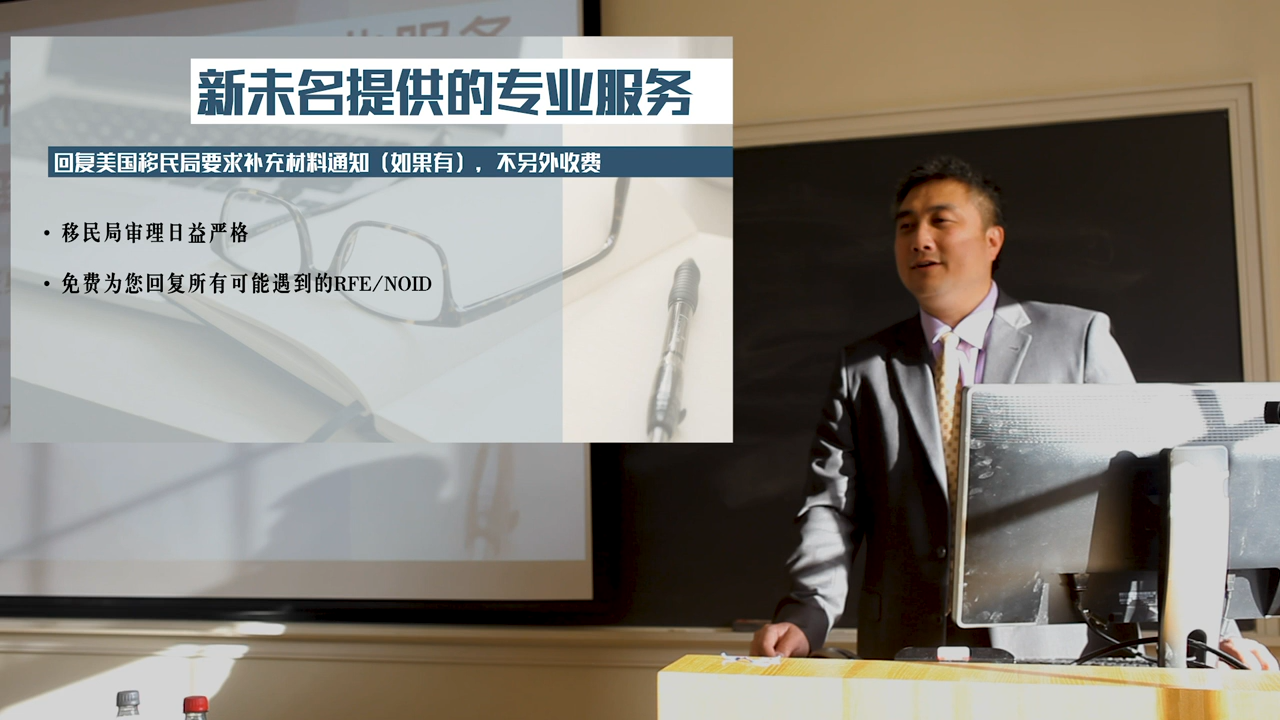 新未名提供的专业服务
回复美国移民局要求补充材料通知（如果有），不另外收费
• 移民局审理日益严格
• 免费为您回复所有可能遇到的RFE/NOID